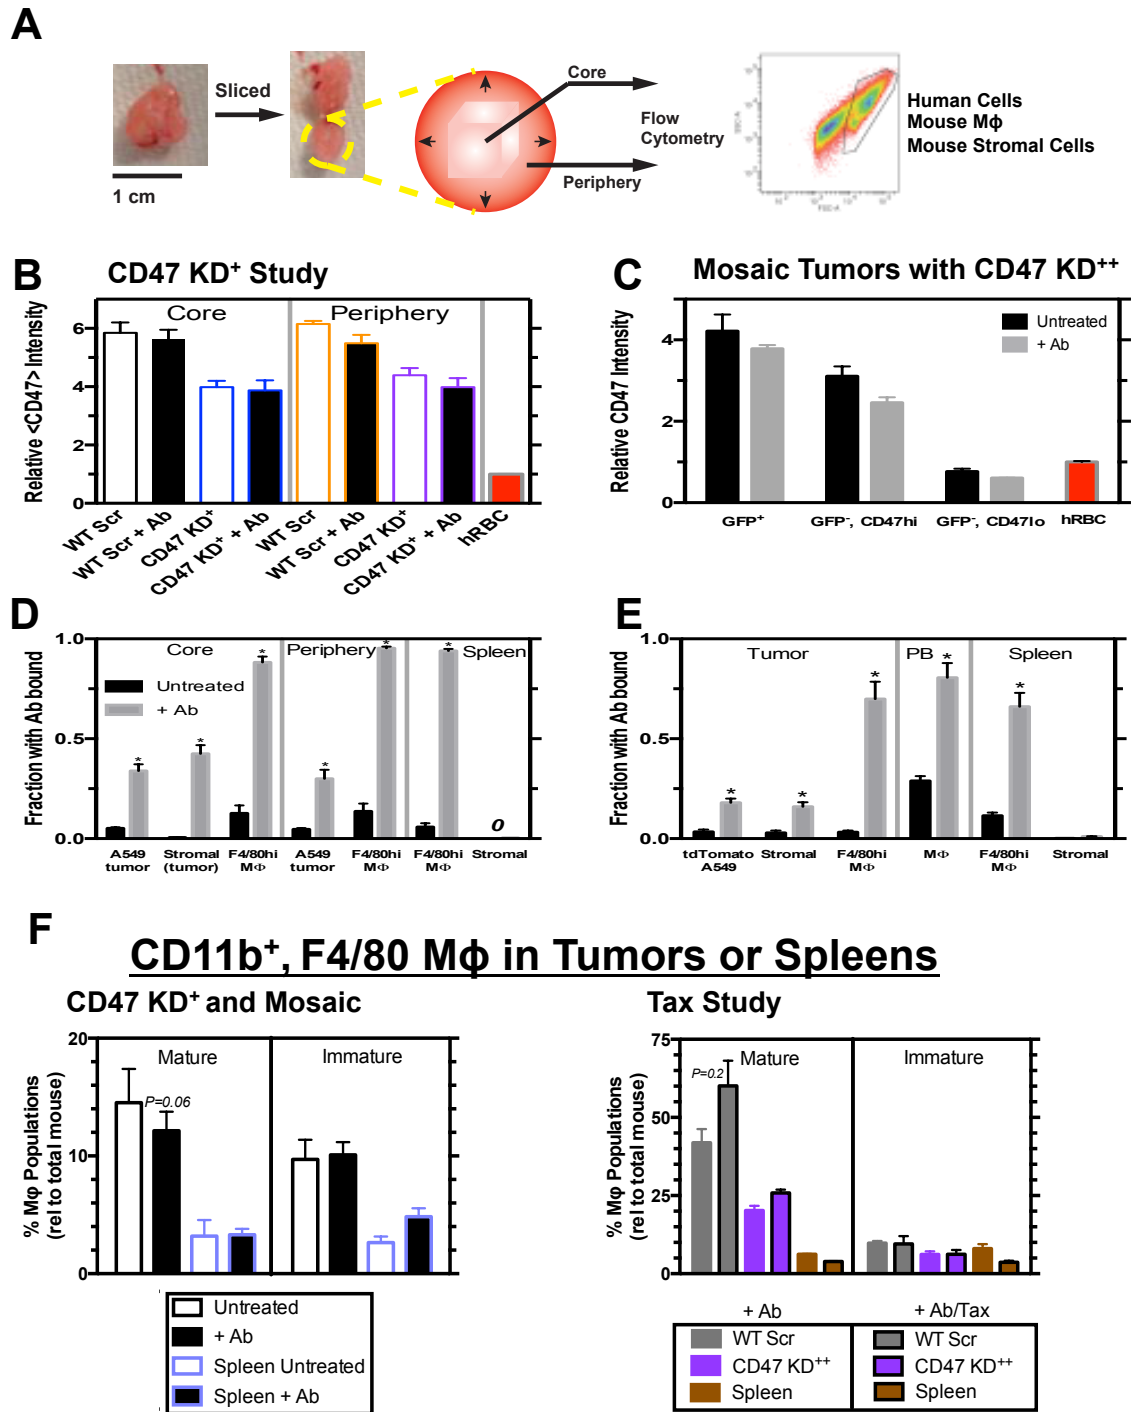 A
Sliced
1 cm
Core
Periphery
Flow
Cytometry
Human Cells
Mouse Mϕ
Mouse Stromal Cells
B
CD47 KD⁺ Study
Core
Periphery
Relative <CD47> Intensity
6
4
2
0
WT Scr
WT Scr + Ab
CD47 KD⁺
CD47 KD⁺ + Ab
WT Scr
WT Scr + Ab
CD47 KD⁺
CD47 KD⁺ + Ab
hRBC
C
Mosaic Tumors with CD47 KD⁺⁺
Untreated
+ Ab
Relative CD47 Intensity
4
2
0
GFP⁺
GFP⁻, CD47hi
GFP⁻, CD47lo
hRBC
D
Core
Periphery
Spleen
Untreated
+ Ab
Fraction with Ab bound
1.0
0.5
0.0
* * * * * *
0
A549
tumor
Stromal
(tumor)
F4/80hi
MΦ
A549
tumor
F4/80hi
MΦ
F4/80hi
MΦ
Stromal
E
Tumor
PB
Spleen
Fraction with Ab bound
1.0
0.5
0.0
* * * * *
tdTomato
A549
Stromal
F4/80hi
MΦ
MΦ
F4/80hi
MΦ
Stromal
F
CD11b⁺, F4/80 Mϕ in Tumors or Spleens
CD47 KD⁺ and Mosaic
Mature
Immature
P=0.06
% Mφ Populations
(rel to total mouse)
20
10
0
Untreated
+ Ab
Spleen Untreated
Spleen + Ab
Tax Study
Mature
Immature
P=0.2
% Mφ Populations
(rel to total mouse)
75
50
25
0
+ Ab
+ Ab/Tax
WT Scr
WT Scr
CD47 KD⁺⁺
CD47 KD⁺⁺
Spleen
Spleen